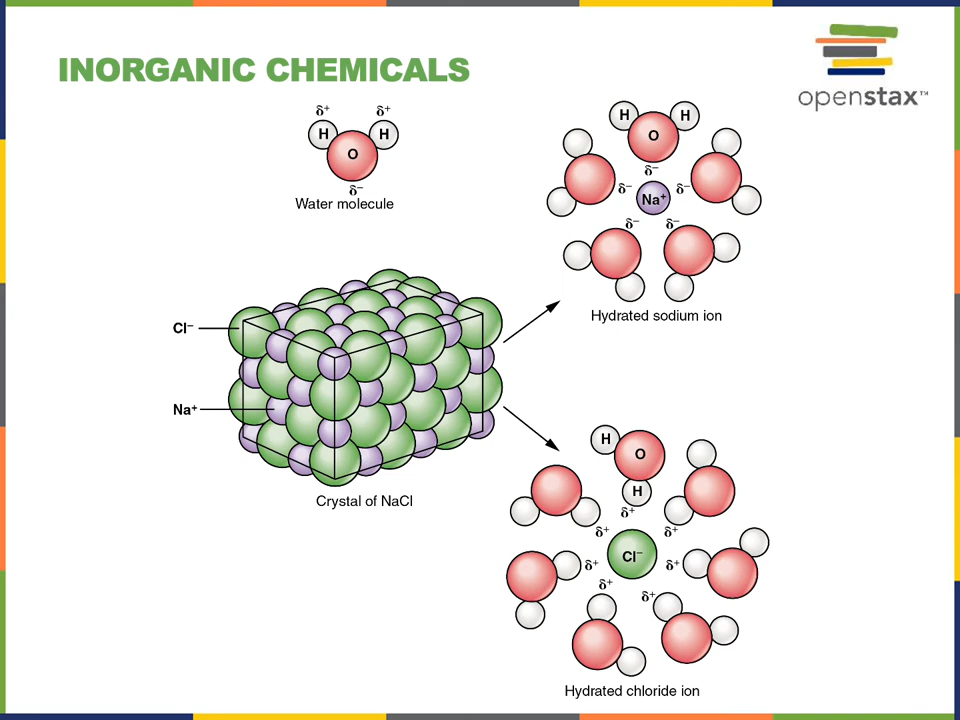 INORGANIC CHEMICALS
openstax™
δ⁺ δ⁺
H H
O
δ⁻
Water molecule
H H
O
δ⁻
δ⁻ Na⁺ δ⁻
δ⁻ δ⁻
Hydrated sodium ion
Cl⁻
Na⁺
Crystal of NaCl
H
O
H
δ⁺
δ⁺ δ⁺
Cl⁻
δ⁺ δ⁺
δ⁺ δ⁺
Hydrated chloride ion